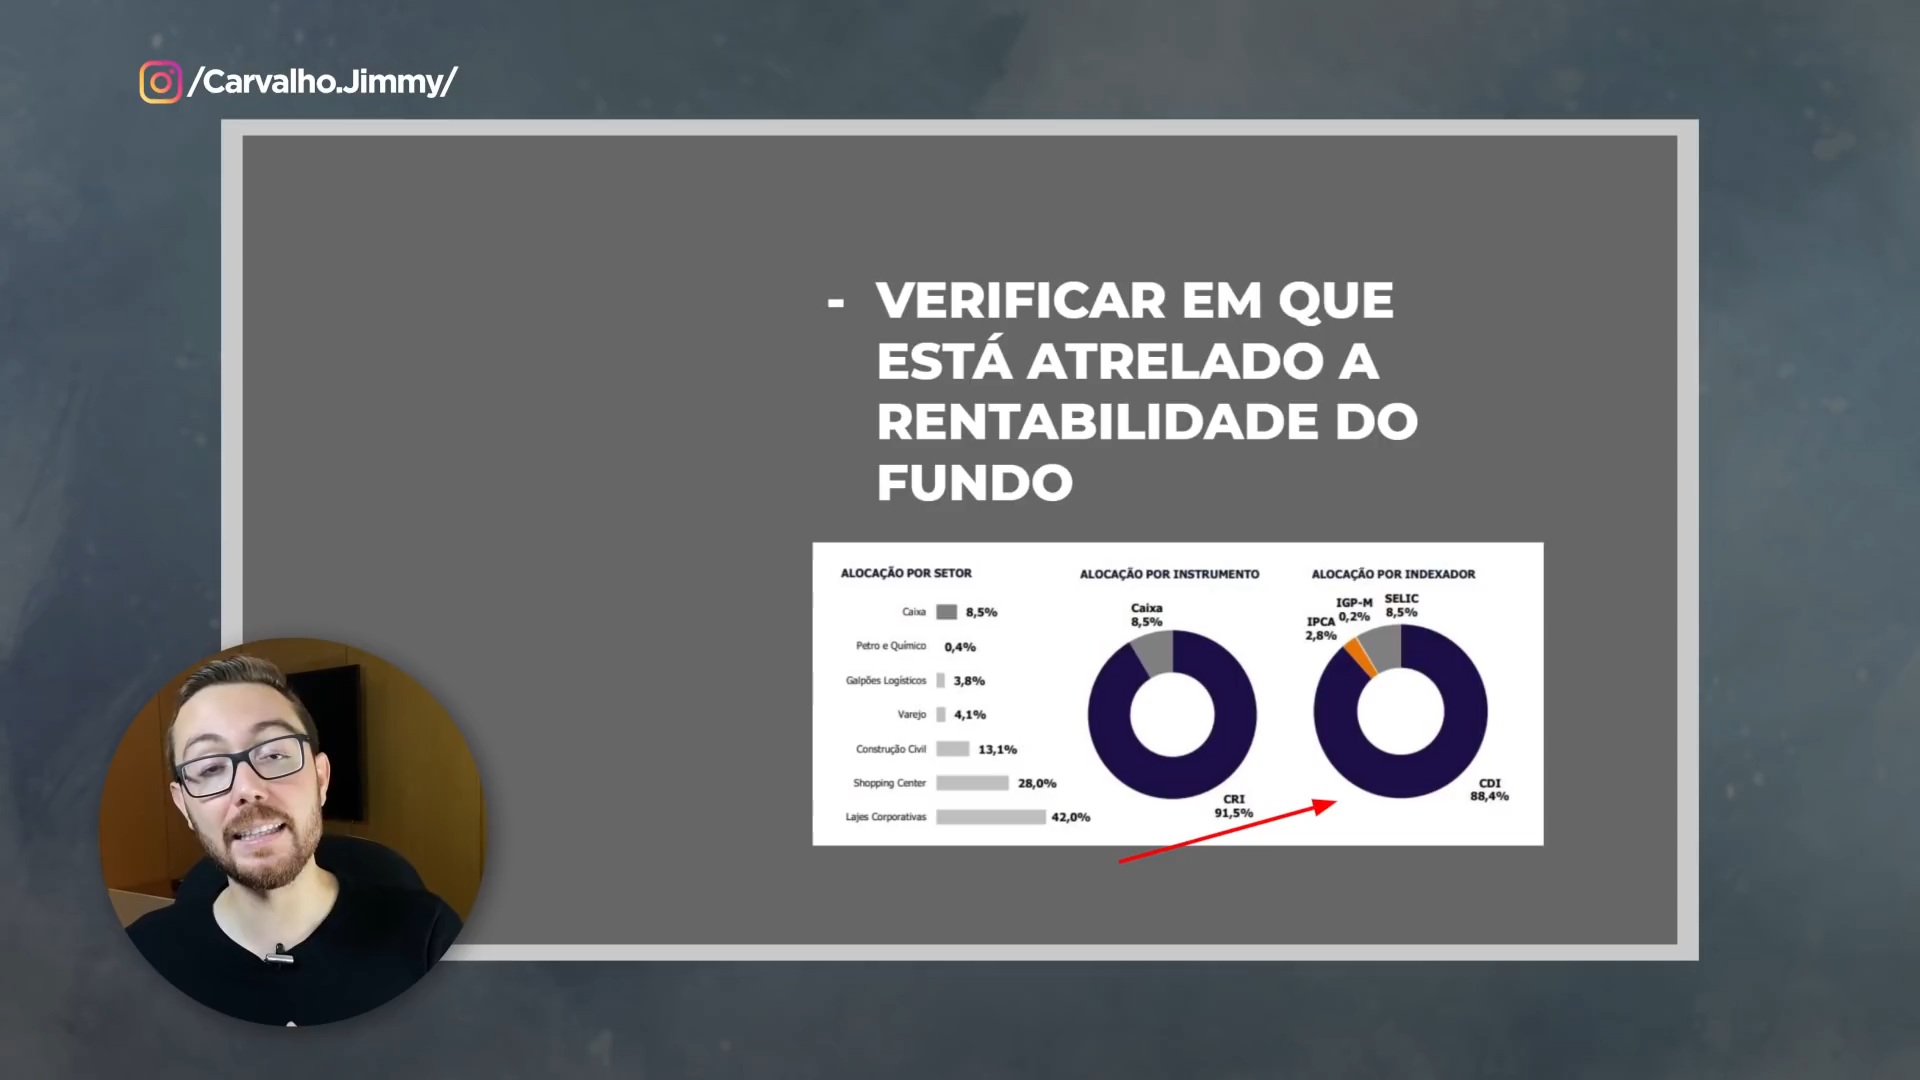 /Carvalho.Jimmy/
- VERIFICAR EM QUE
ESTÁ ATRELADO A
RENTABILIDADE DO
FUNDO
ALOCAÇÃO POR SETOR
Caixa 8,5%
Petro e Químico 0,4%
Galpões Logísticos 3,8%
Varejo 4,1%
Construção Civil 13,1%
Shopping Center 28,0%
Lajes Corporativas 42,0%
ALOCAÇÃO POR INSTRUMENTO
Caixa
8,5%
CRI
91,5%
ALOCAÇÃO POR INDEXADOR
IGP-M
0,2%
SELIC
8,5%
IPCA
2,8%
CDI
88,4%